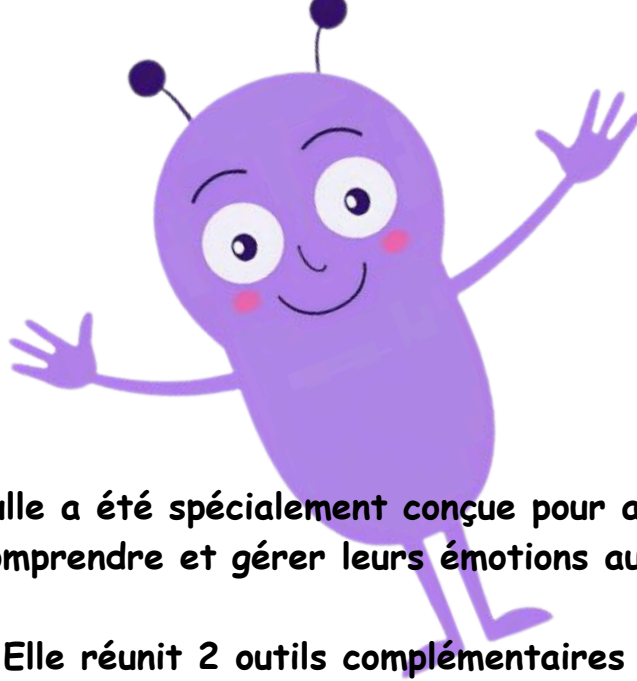 ulle a été spécialement conçue pour a
omprendre et gérer leurs émotions au
Elle réunit 2 outils complémentaires